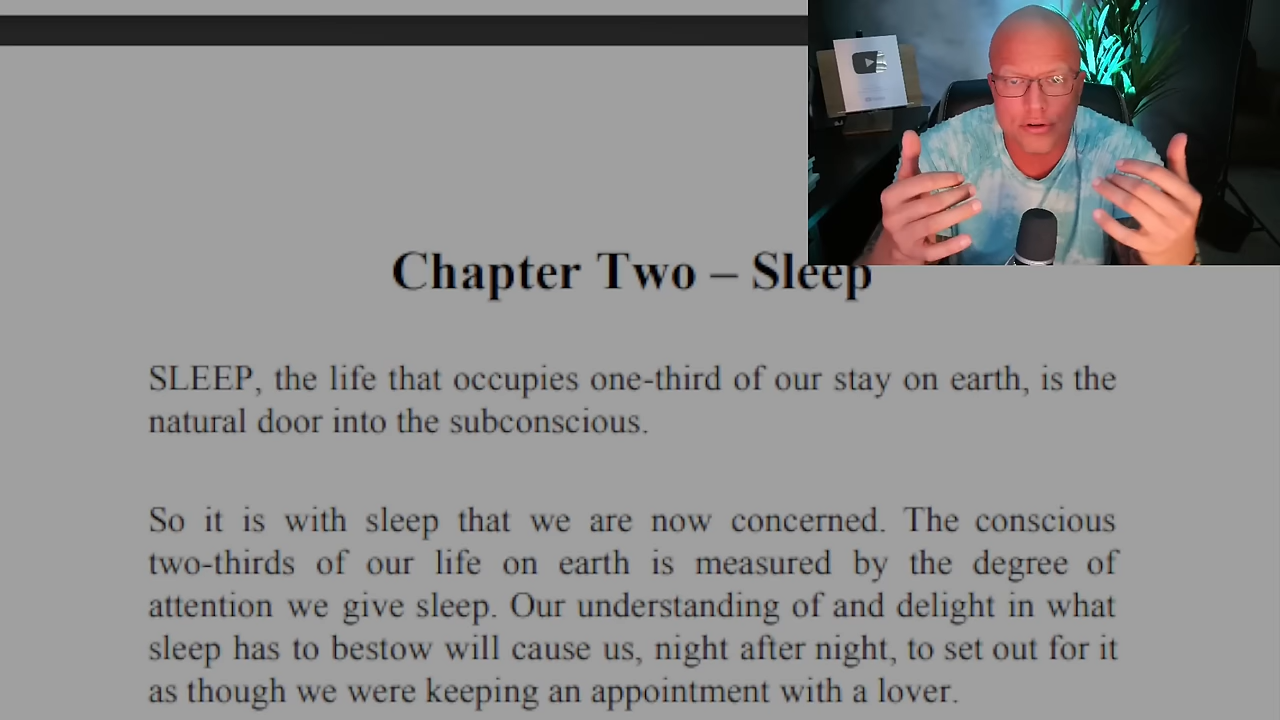 Chapter Two – Sleep
SLEEP, the life that occupies one-third of our stay on earth, is the
natural door into the subconscious.
So it is with sleep that we are now concerned. The conscious
two-thirds of our life on earth is measured by the degree of
attention we give sleep. Our understanding of and delight in what
sleep has to bestow will cause us, night after night, to set out for it
as though we were keeping an appointment with a lover.